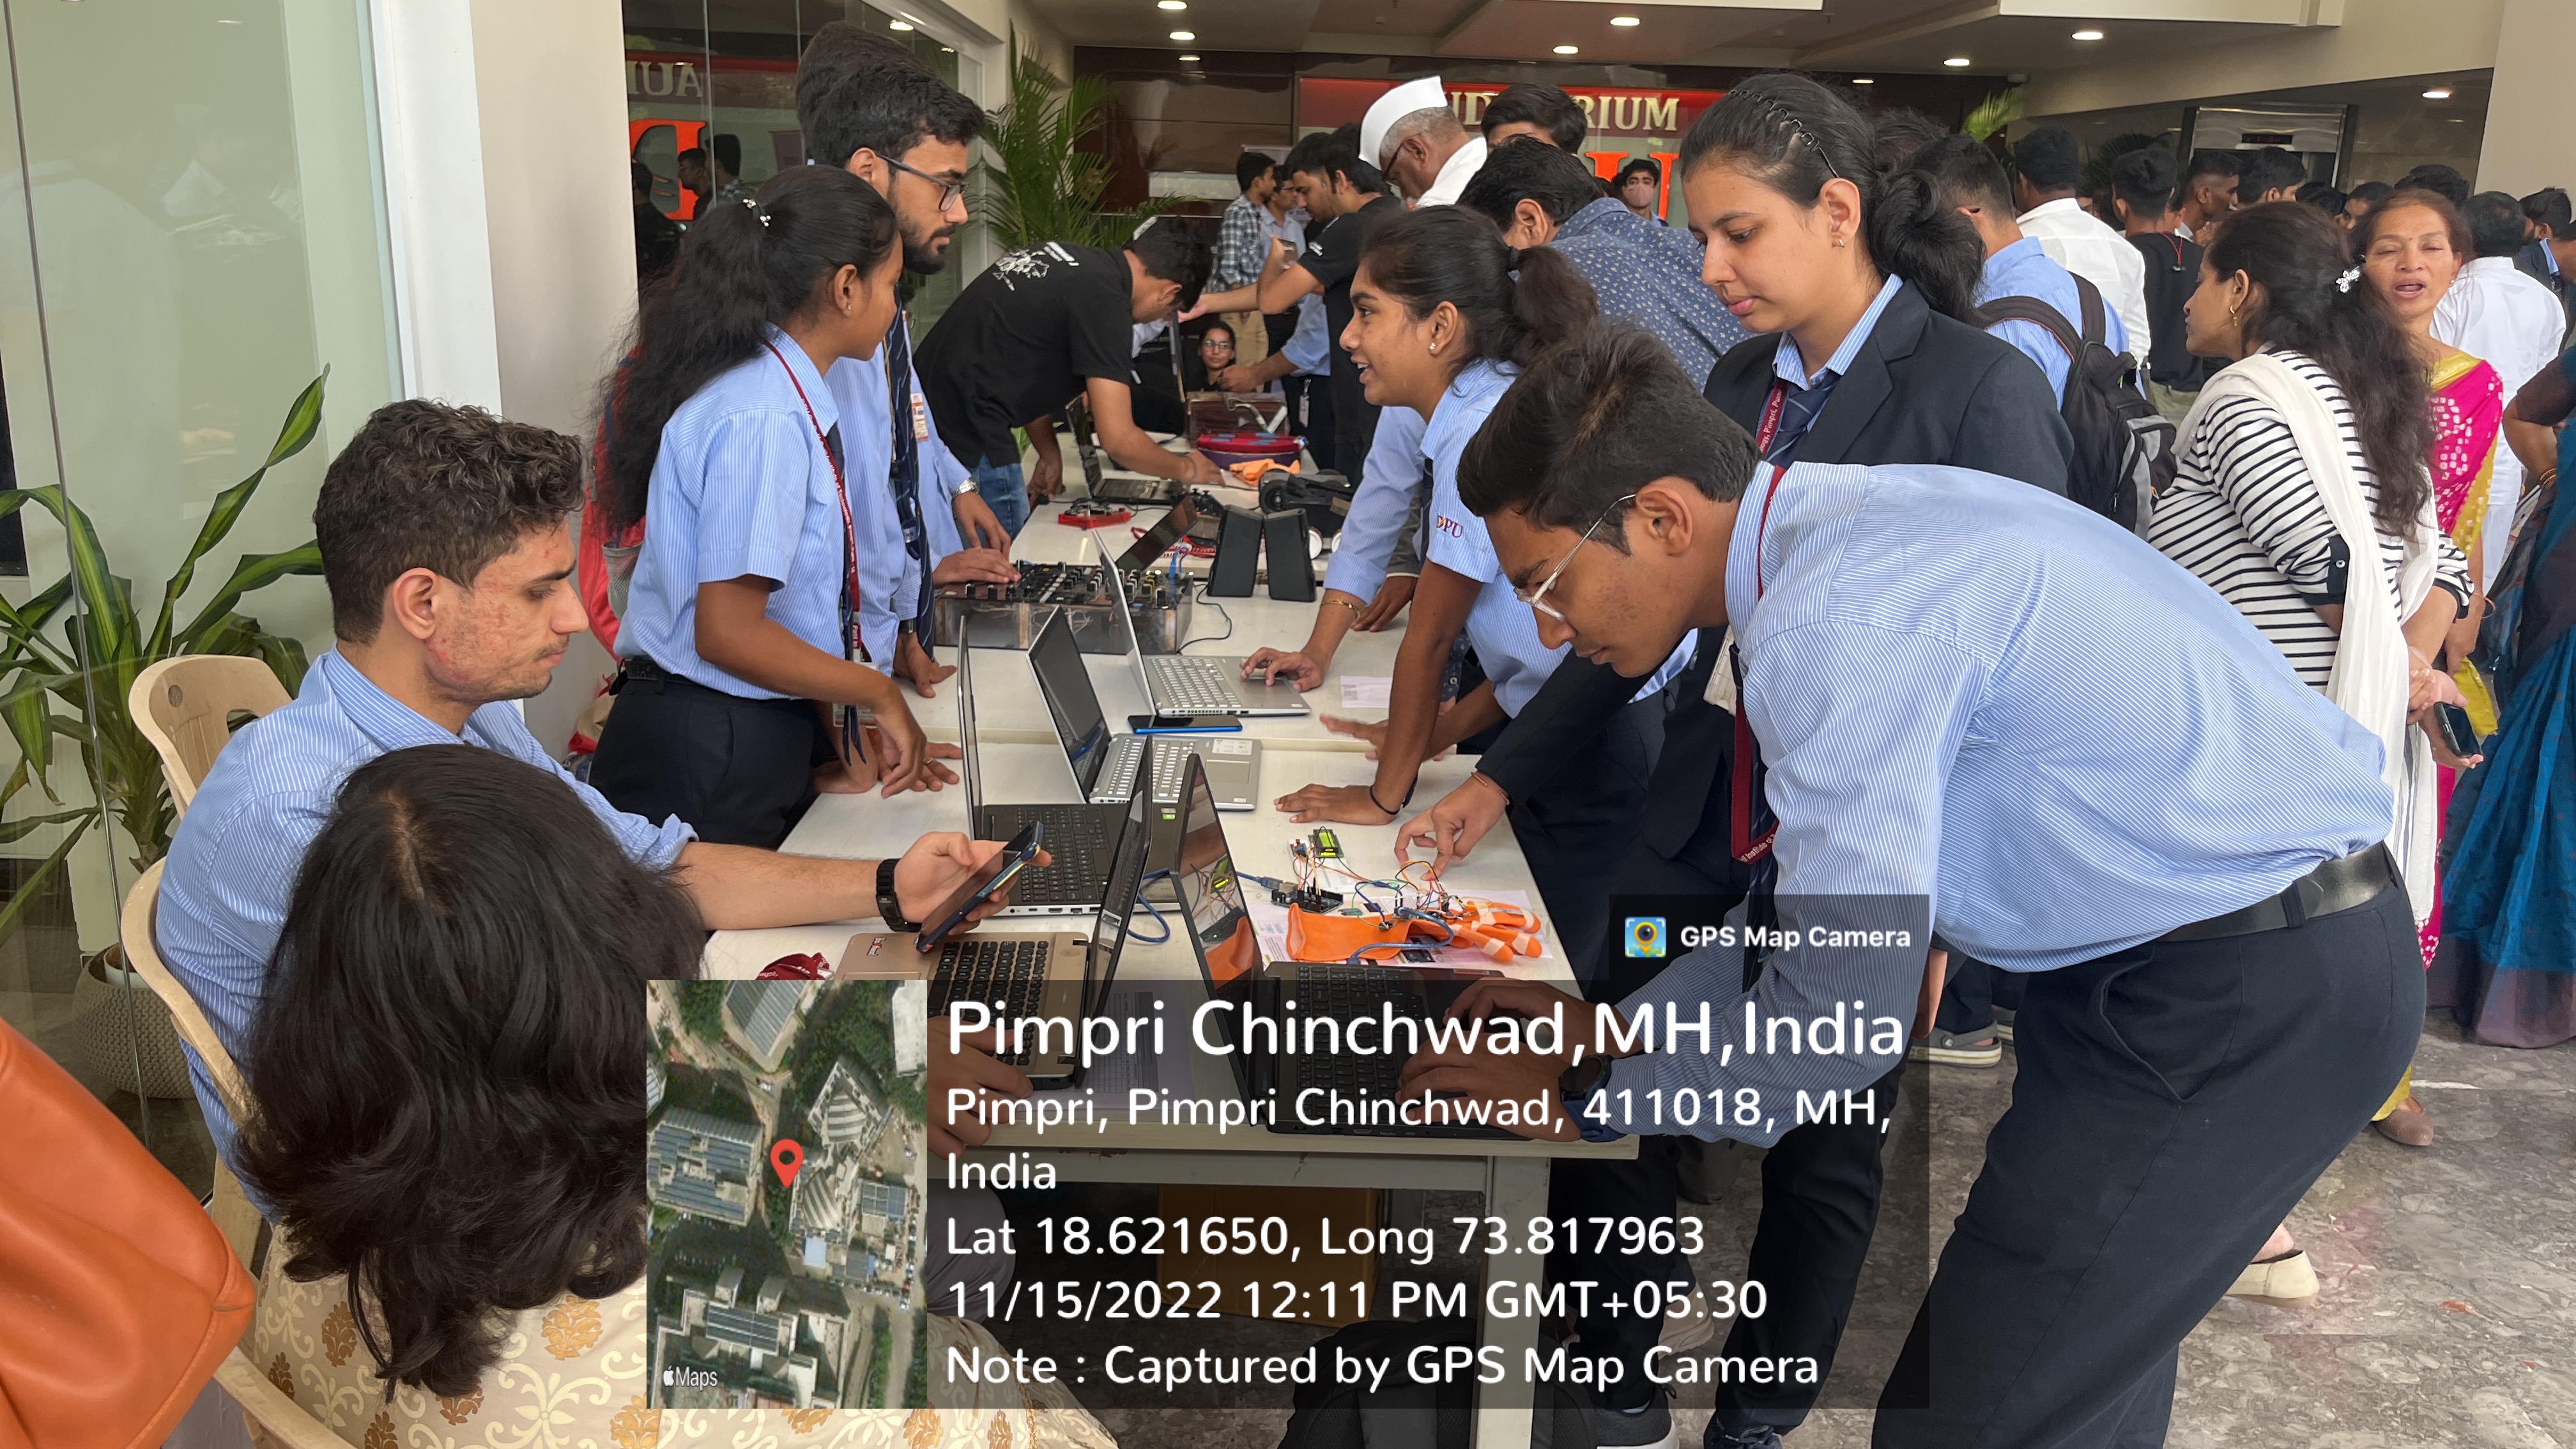 AUDITORIUM
DPU
GPS Map Camera
Pimpri Chinchwad,MH,India
Pimpri, Pimpri Chinchwad, 411018, MH,
India
Lat 18.621650, Long 73.817963
11/15/2022 12:11 PM GMT+05:30
Note : Captured by GPS Map Camera
Maps